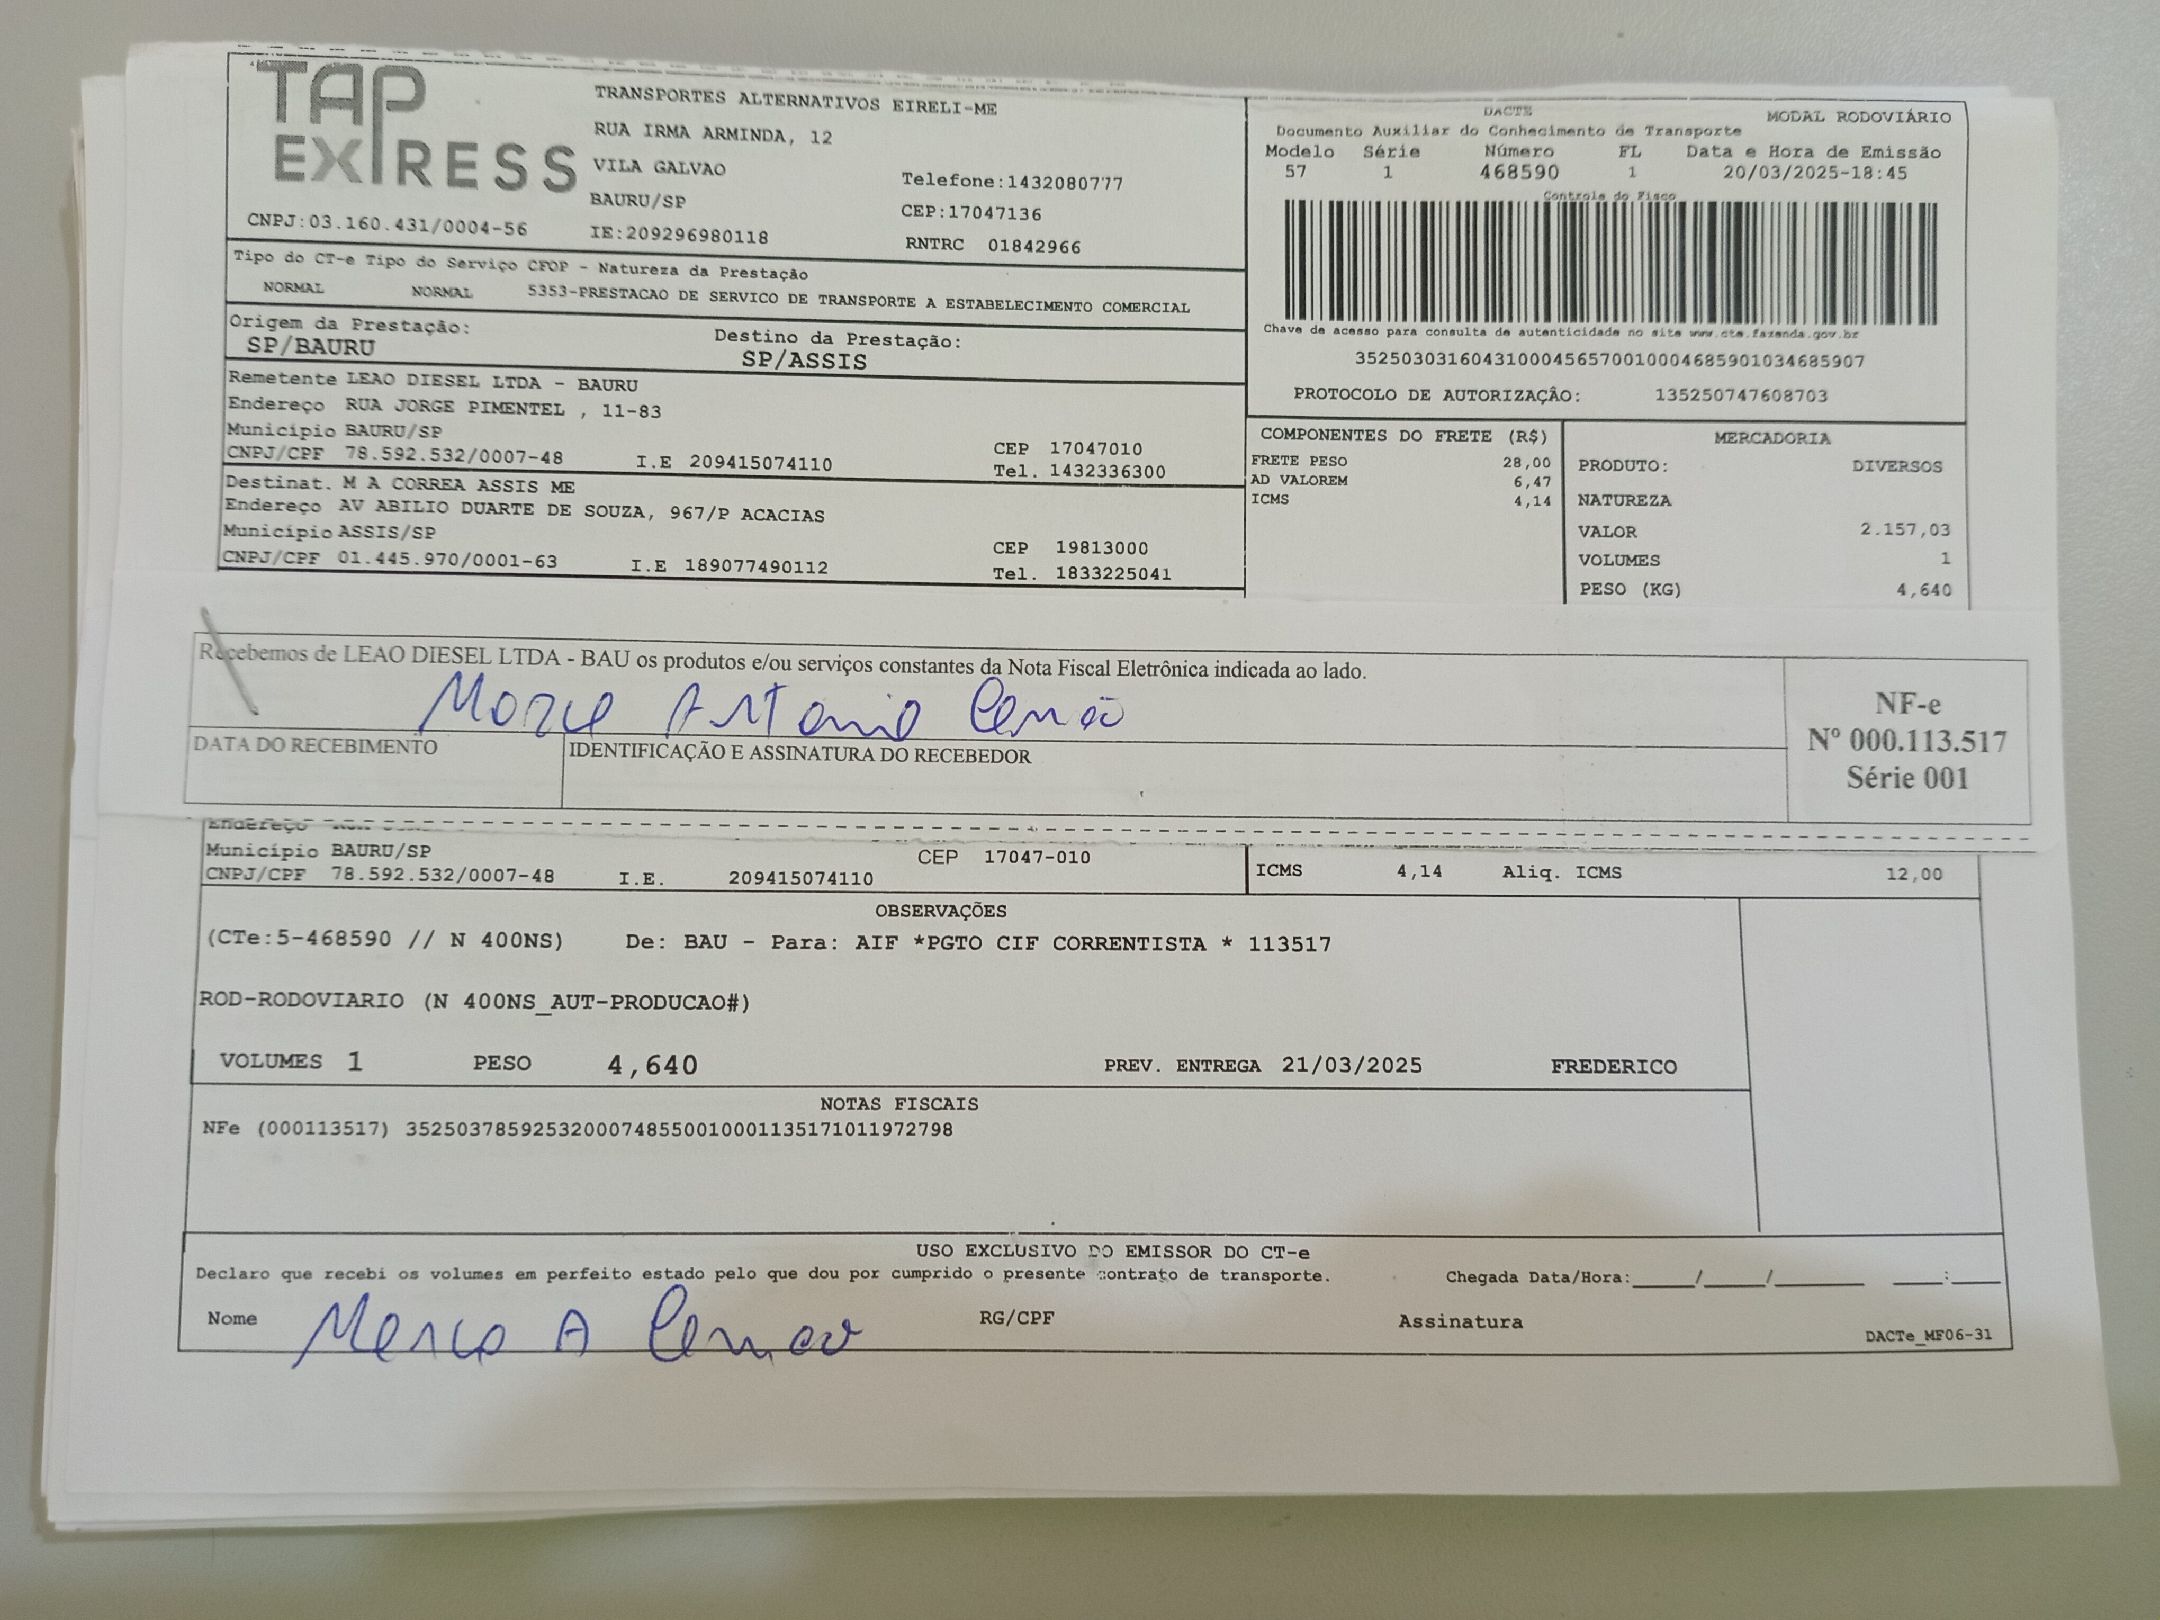 TAP EXPRESS
CNPJ:03.160.431/0004-56
TRANSPORTES ALTERNATIVOS EIRELI-ME
RUA IRMA ARMINDA, 12
VILA GALVAO
BAURU/SP
IE:209296980118
Telefone:1432080777
CEP:17047136
RNTRC 01842966
DACTE
MODAL RODOVIÁRIO
Documento Auxiliar do Conhecimento de Transporte
Modelo Série Número FL Data e Hora de Emissão
57 1 468590 1 20/03/2025-18:45
Controle do Fisco
Chave de acesso para consulta de autenticidade no site www.cte.fazenda.gov.br
35250303160431000456570010004685901034685907
PROTOCOLO DE AUTORIZAÇÃO: 135250747608703
Tipo do CT-e Tipo do Serviço CFOP - Natureza da Prestação
NORMAL NORMAL 5353-PRESTACAO DE SERVICO DE TRANSPORTE A ESTABELECIMENTO COMERCIAL
Origem da Prestação: Destino da Prestação:
SP/BAURU SP/ASSIS
Remetente LEAO DIESEL LTDA - BAURU
Endereço RUA JORGE PIMENTEL , 11-83
Município BAURU/SP CEP 17047010
CNPJ/CPF 78.592.532/0007-48 I.E 209415074110 Tel. 1432336300
Destinat. M A CORREA ASSIS ME
Endereço AV ABILIO DUARTE DE SOUZA, 967/P ACACIAS
Município ASSIS/SP CEP 19813000
CNPJ/CPF 01.445.970/0001-63 I.E 189077490112 Tel. 1833225041
COMPONENTES DO FRETE (R$)
FRETE PESO 28,00
AD VALOREM 6,47
ICMS 4,14
MERCADORIA
PRODUTO: DIVERSOS
NATUREZA
VALOR 2.157,03
VOLUMES 1
PESO (KG) 4,640
Recebemos de LEAO DIESEL LTDA - BAU os produtos e/ou serviços constantes da Nota Fiscal Eletrônica indicada ao lado.
Antonio
DATA DO RECEBIMENTO IDENTIFICAÇÃO E ASSINATURA DO RECEBEDOR
NF-e
Nº 000.113.517
Série 001
Endereço
Município BAURU/SP CEP 17047-010
CNPJ/CPF 78.592.532/0007-48 I.E. 209415074110
ICMS 4,14 Aliq. ICMS 12,00
OBSERVAÇÕES
(CTe:5-468590 // N 400NS) De: BAU - Para: AIF *PGTO CIF CORRENTISTA * 113517
ROD-RODOVIARIO (N 400NS_AUT-PRODUCAO#)
VOLUMES 1 PESO 4,640 PREV. ENTREGA 21/03/2025 FREDERICO
NOTAS FISCAIS
NFe (000113517) 35250378592532000748550010001135171011972798
USO EXCLUSIVO DO EMISSOR DO CT-e
Declaro que recebi os volumes em perfeito estado pelo que dou por cumprido o presente contrato de transporte. Chegada Data/Hora:____/____/______ ___:___
Nome RG/CPF Assinatura
DACTe_MF06-31